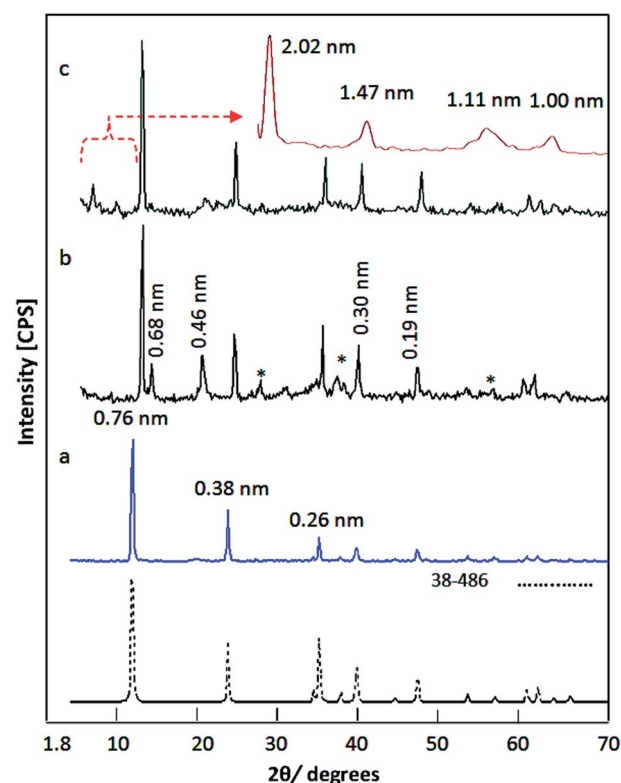 c
2.02 nm
1.47 nm
1.11 nm
1.00 nm
b
0.68 nm
0.46 nm
*
*
0.30 nm
0.19 nm
*
Intensity [CPS]
0.76 nm
a
0.38 nm
0.26 nm
38-486
1.8 10 20 30 40 50 60 70
2θ/ degrees